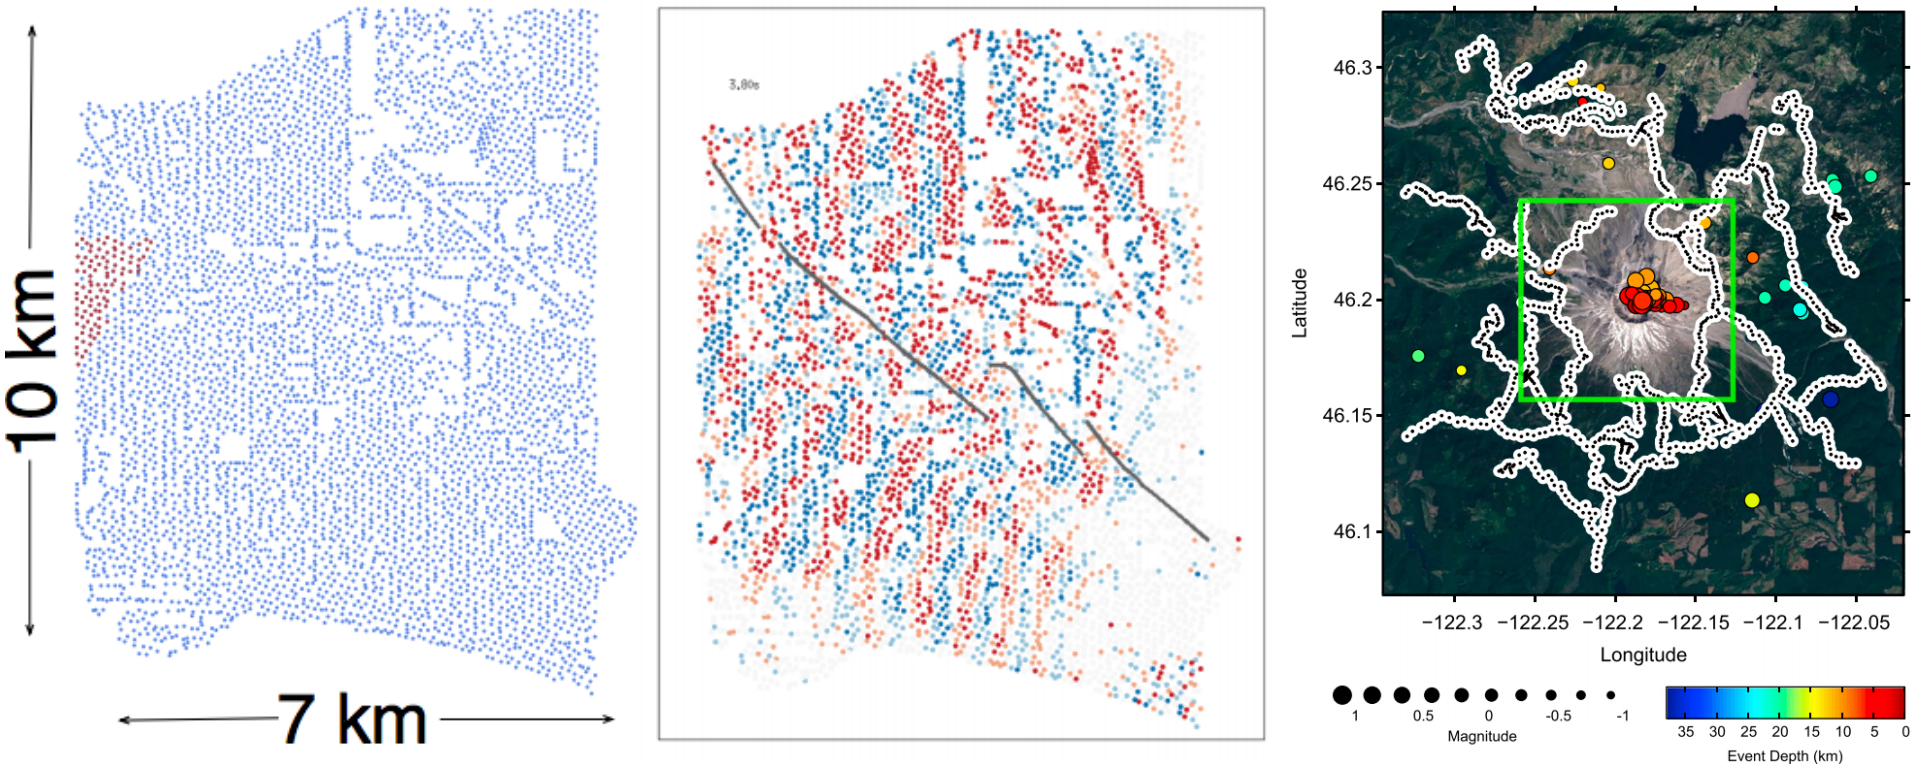 10 km
7 km
3.80s
46.3
46.25
46.2
46.15
46.1
Latitude
−122.3 −122.25 −122.2 −122.15 −122.1 −122.05
Longitude
1 0.5 0 -0.5 -1
Magnitude
35 30 25 20 15 10 5 0
Event Depth (km)